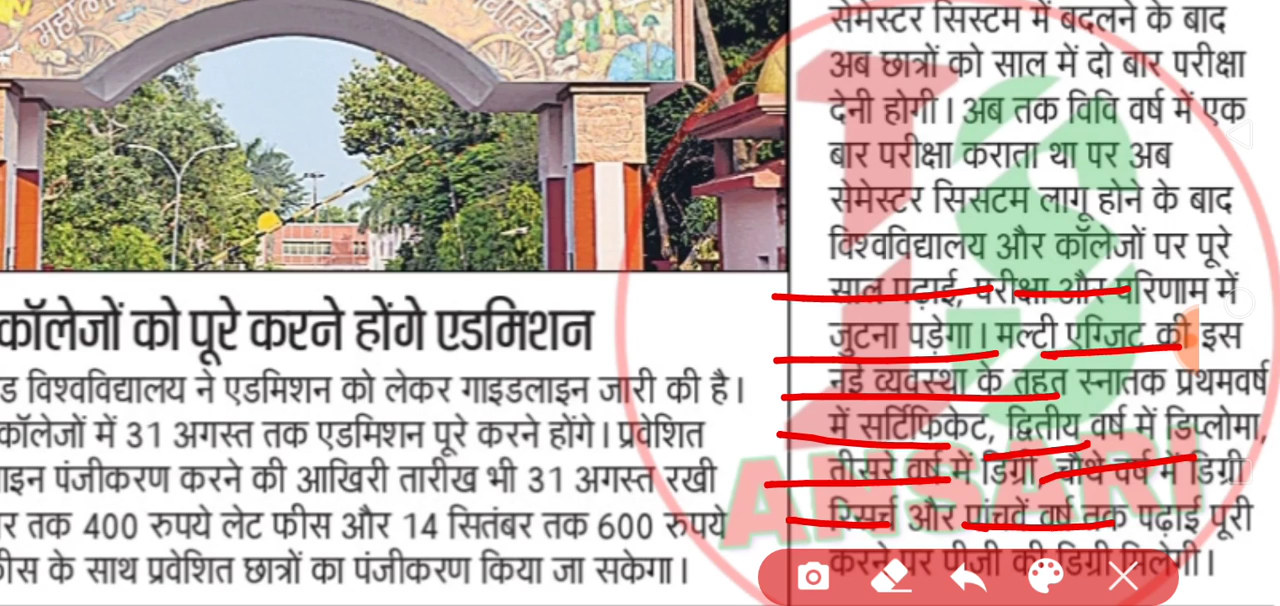 कॉलेजों को पूरे करने होंगे एडमिशन
ड विश्वविद्यालय ने एडमिशन को लेकर गाइडलाइन जारी की है।
कॉलेजों में 31 अगस्त तक एडमिशन पूरे करने होंगे। प्रवेशित
इन पंजीकरण करने की आखिरी तारीख भी 31 अगस्त रखी
र तक 400 रुपये लेट फीस और 14 सितंबर तक 600 रुपये
स के साथ प्रवेशित छात्रों का पंजीकरण किया जा सकेगा।
सेमेस्टर सिस्टम में बदलने के बाद
अब छात्रों को साल में दो बार परीक्षा
देनी होगी। अब तक विवि वर्ष में एक
बार परीक्षा कराता था पर अब
सेमेस्टर सिसटम लागू होने के बाद
विश्वविद्यालय और कॉलेजों पर पूरे
साल पढ़ाई, परीक्षा और परिणाम में
जुटना पड़ेगा। मल्टी एग्जिट की इस
नई व्यवस्था के तहत स्नातक प्रथमवर्ष
में सर्टिफिकेट, द्वितीय वर्ष में डिप्लोमा,
तीसरे वर्ष में डिग्री, चौथे वर्ष में डिग्री
रिसर्च और पांचवें वर्ष तक पढ़ाई पूरी
करने पर पीजी की डिग्री मिलेगी।
ANSARI